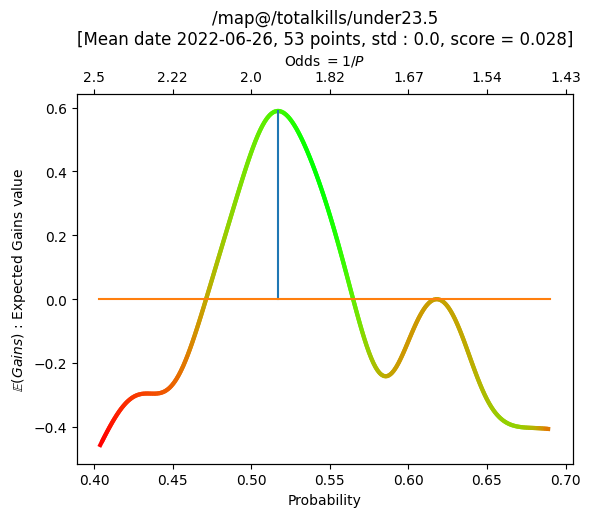 /map@/totalkills/under23.5
[Mean date 2022-06-26, 53 points, std : 0.0, score = 0.028]
Odds = 1/P
2.5 2.22 2.0 1.82 1.67 1.54 1.43
0.6
0.4
0.2
0.0
−0.2
−0.4
𝔼(Gains) : Expected Gains value
0.40 0.45 0.50 0.55 0.60 0.65 0.70
Probability